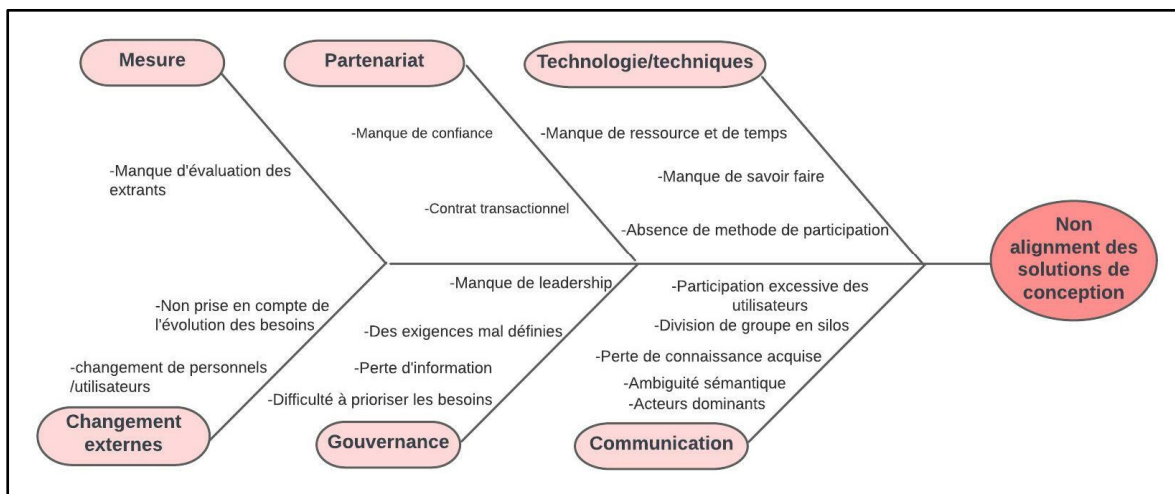 Mesure
Partenariat
Technologie/techniques
-Manque d'évaluation des
extrants
-Manque de confiance
-Contrat transactionnel
-Manque de ressource et de temps
-Manque de savoir faire
-Absence de methode de participation
Non
alignment des
solutions de
conception
-Non prise en compte de
l'évolution des besoins
-changement de personnels
/utilisateurs
Changement
externes
-Manque de leadership
-Des exigences mal définies
-Perte d'information
-Difficulté à prioriser les besoins
Gouvernance
-Participation excessive des
utilisateurs
-Division de groupe en silos
-Perte de connaissance acquise
-Ambiguité sémantique
-Acteurs dominants
Communication